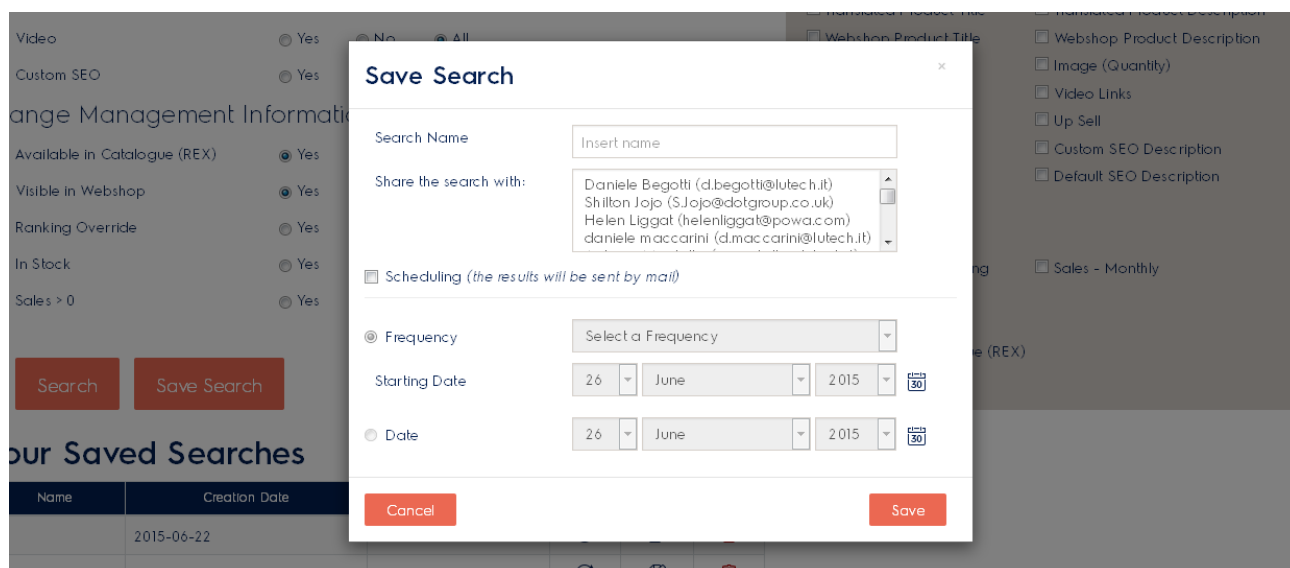 Video Yes No All
Webshop Product Title Webshop Product Description
Custom SEO Yes
Image (Quantity)
Video Links
ange Management Informati
Up Sell
Available in Catalogue (REX) Yes
Custom SEO Description
Visible in Webshop Yes
Default SEO Description
Ranking Override Yes
In Stock Yes
ng Sales - Monthly
Sales > 0 Yes
e (REX)
Search Save Search
our Saved Searches
Name Creation Date
2015-06-22
Save Search ×
Search Name Insert name
Share the search with:
Daniele Begotti (d.begotti@lutech.it)
Shilton Jojo (S.Jojo@dotgroup.co.uk)
Helen Liggat (helenliggat@powa.com)
daniele maccarini (d.maccarini@lutech.it)
Scheduling (the results will be sent by mail)
Frequency Select a Frequency
Starting Date 26 June 2015 30
Date 26 June 2015 30
Cancel Save